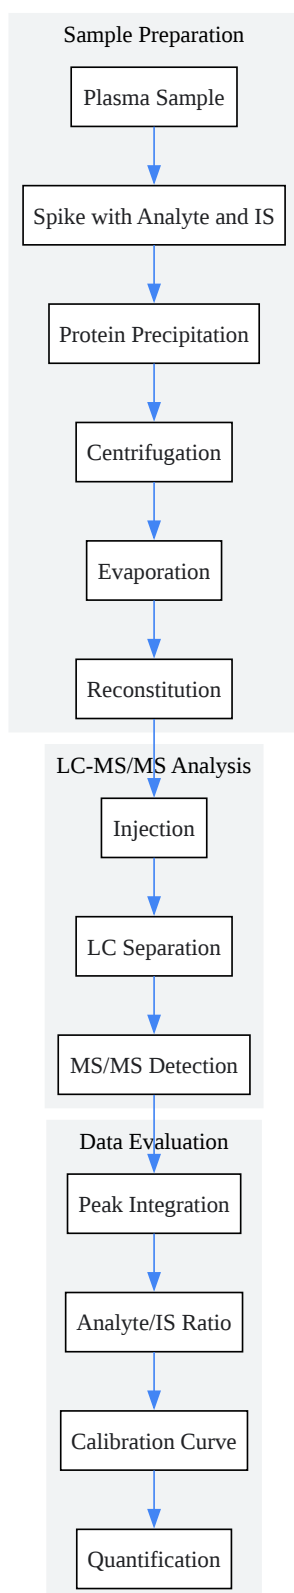 Sample Preparation
Plasma Sample
Spike with Analyte and IS
Protein Precipitation
Centrifugation
Evaporation
Reconstitution
LC-MS/MS Analysis
Injection
LC Separation
MS/MS Detection
Data Evaluation
Peak Integration
Analyte/IS Ratio
Calibration Curve
Quantification